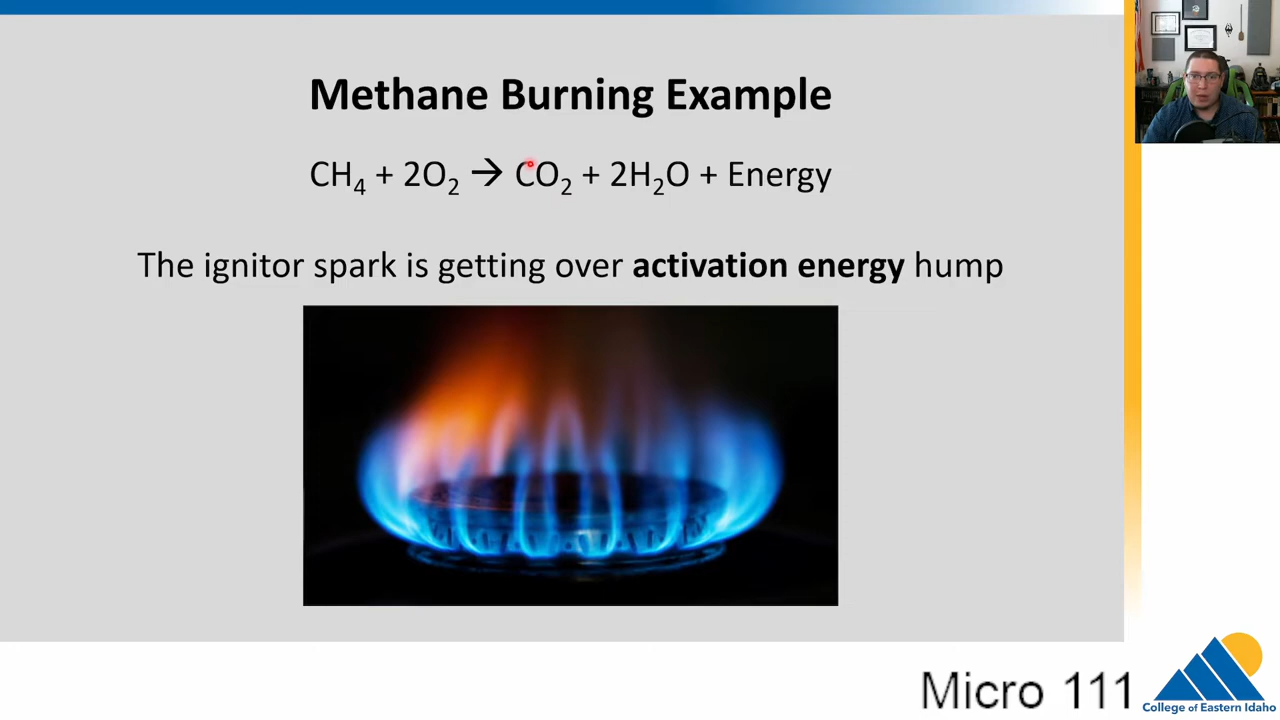 Methane Burning Example
CH₄ + 2O₂ → CO₂ + 2H₂O + Energy
The ignitor spark is getting over activation energy hump
Micro 111
College of Eastern Idaho